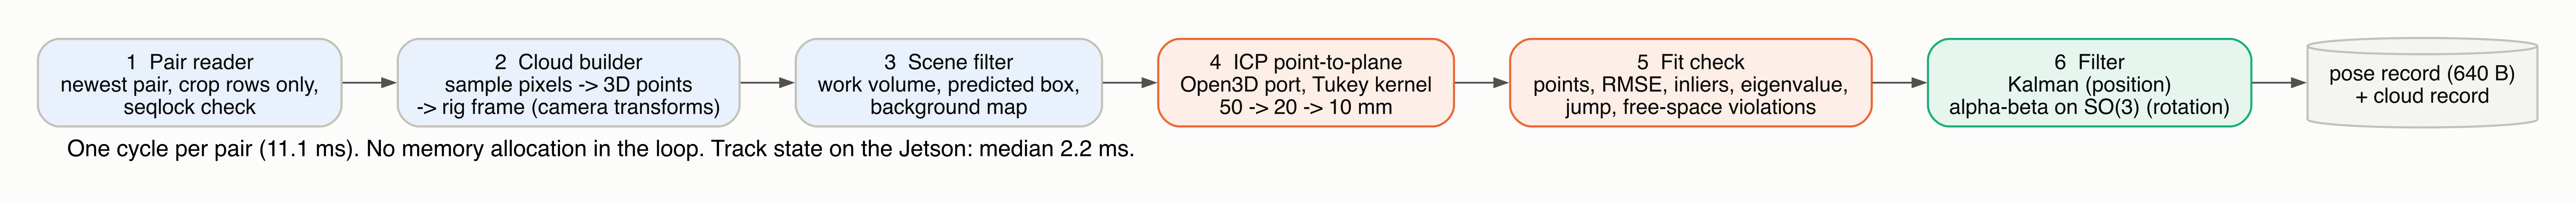 1 Pair reader
newest pair, crop rows only,
seqlock check
2 Cloud builder
sample pixels -> 3D points
-> rig frame (camera transforms)
3 Scene filter
work volume, predicted box,
background map
4 ICP point-to-plane
Open3D port, Tukey kernel
50 -> 20 -> 10 mm
5 Fit check
points, RMSE, inliers, eigenvalue,
jump, free-space violations
6 Filter
Kalman (position)
alpha-beta on SO(3) (rotation)
pose record (640 B)
+ cloud record
One cycle per pair (11.1 ms). No memory allocation in the loop. Track state on the Jetson: median 2.2 ms.